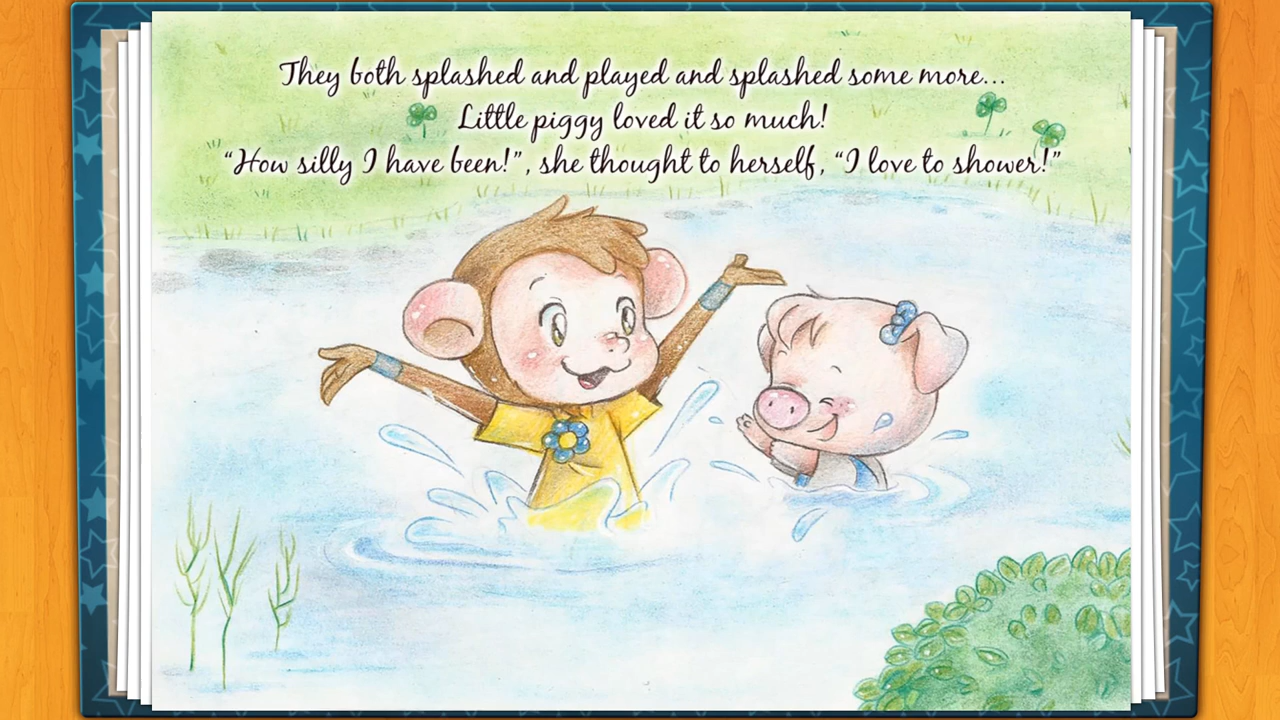 They both splashed and played and splashed some more...
Little piggy loved it so much!
“How silly I have been!”, she thought to herself, “I love to shower!”